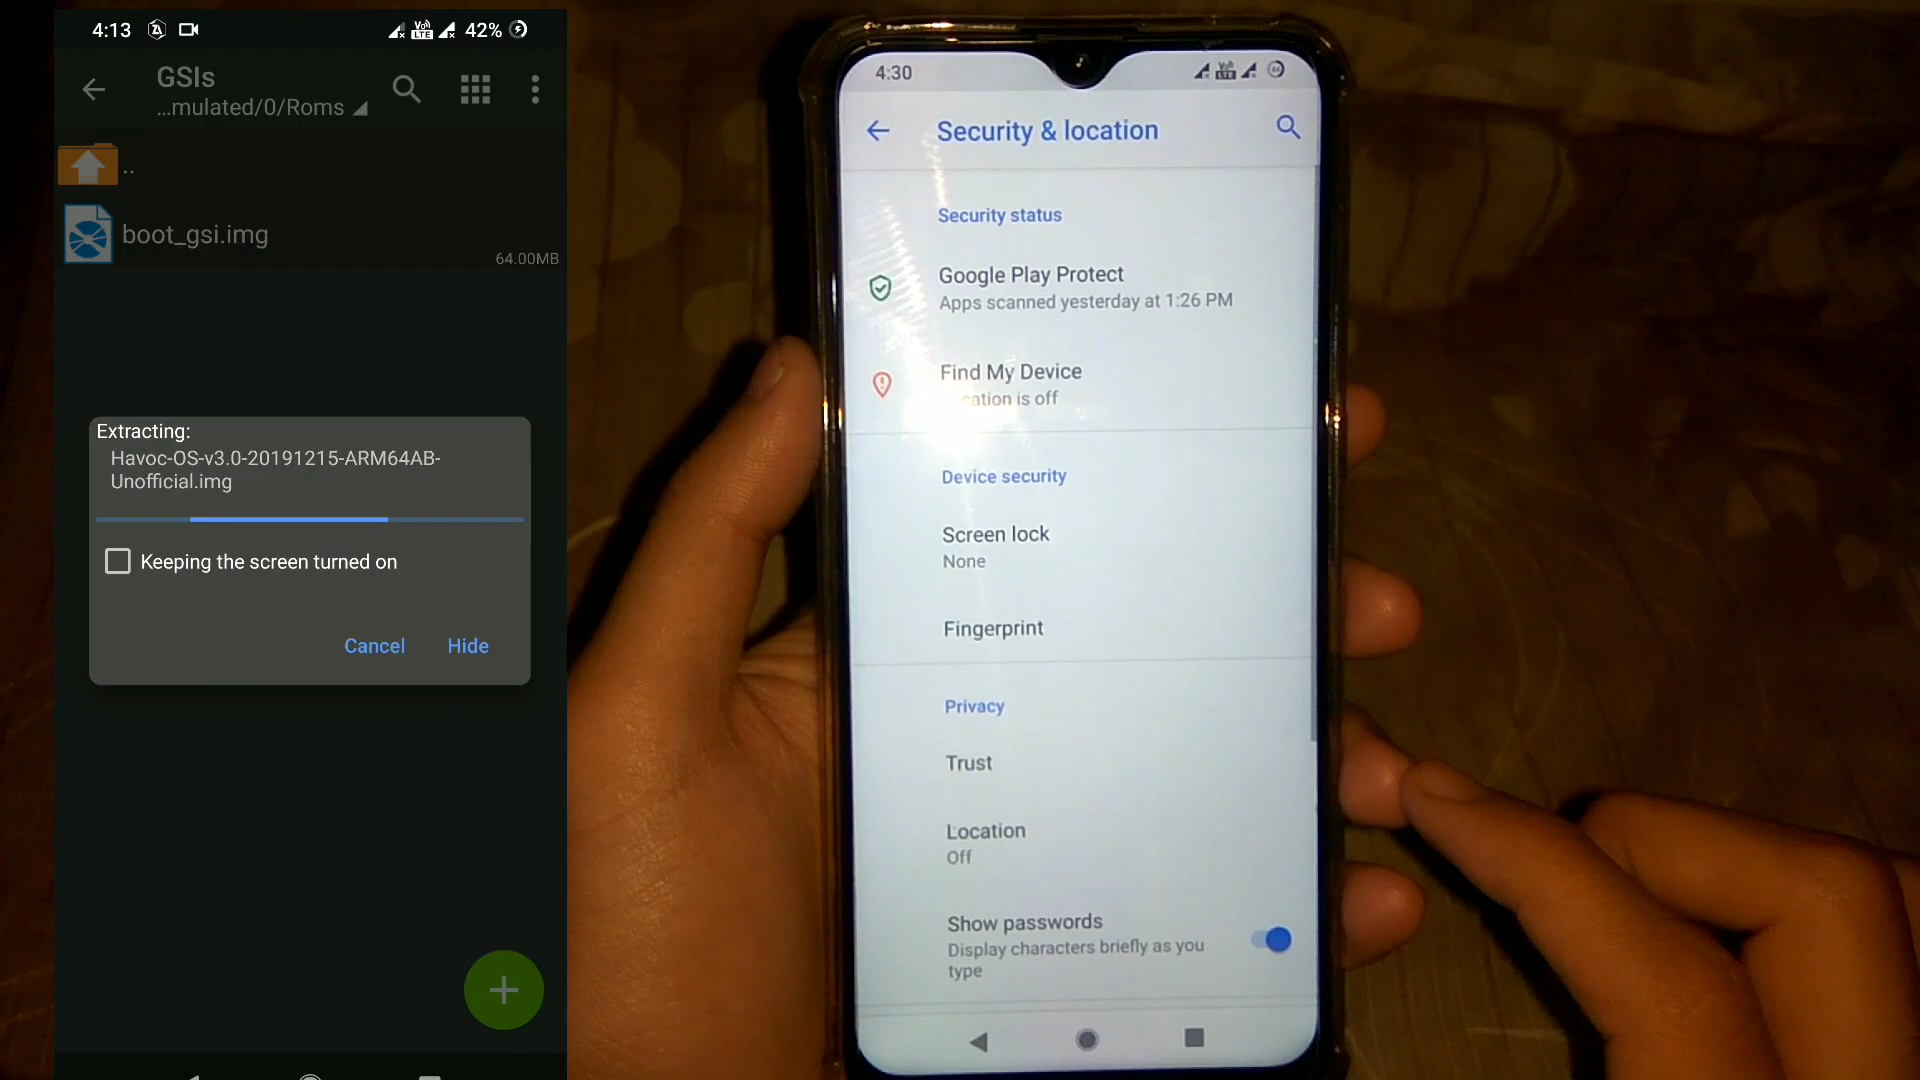 4:13
Vo)) LTE
42%
GSIs
...mulated/0/Roms
..
boot_gsi.img
64.00MB
Extracting:
Havoc-OS-v3.0-20191215-ARM64AB-
Unofficial.img
Keeping the screen turned on
Cancel
Hide
4:30
Security & location
Security status
Google Play Protect
Apps scanned yesterday at 1:26 PM
Find My Device
cation is off
Device security
Screen lock
None
Fingerprint
Privacy
Trust
Location
Off
Show passwords
Display characters briefly as you
type